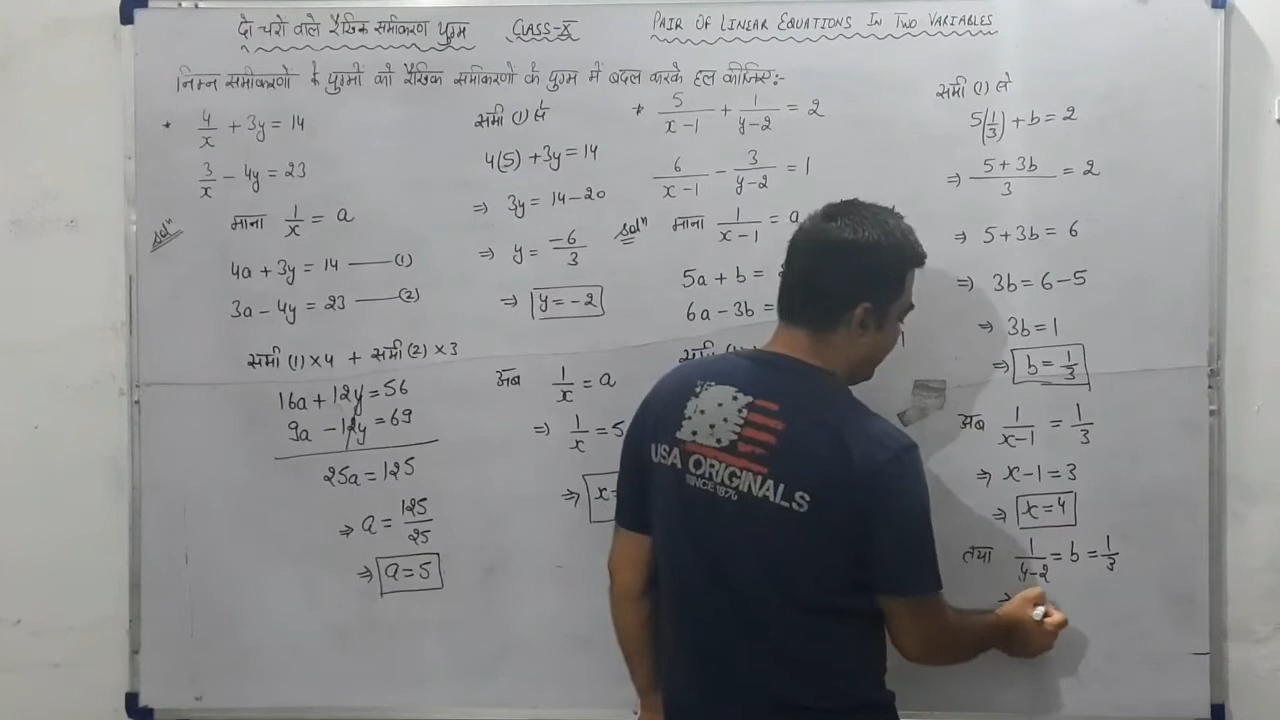 दो चरो वाले रैखिक समीकरण युग्म CLASS-X PAIR OF LINEAR EQUATIONS IN TWO VARIABLES
निम्न समीकरणों के युग्मों को रैखिक समीकरणों के युग्म में बदल करके हल कीजिए:-
* 4/x + 3y = 14
3/x - 4y = 23
Solⁿ
माना 1/x = a
4a + 3y = 14 —(1)
3a - 4y = 23 —(2)
समी (1) × 4 + समी (2) × 3
16a + 12y = 56
9a - 12y = 69
25a = 125
⇒ a = 125/25
⇒ a = 5
समी (1) से
4(5) + 3y = 14
⇒ 3y = 14 - 20
⇒ y = -6/3
⇒ y = -2
अब 1/x = a
⇒ 1/x = 5
⇒ x=
* 5/x-1 + 1/y-2 = 2
6/x-1 - 3/y-2 = 1
Solⁿ
माना 1/x-1 = a
5a + b =
6a - 3b =
1
समी (1) से
5(1/3) + b = 2
⇒ 5 + 3b/3 = 2
⇒ 5 + 3b = 6
⇒ 3b = 6 - 5
⇒ 3b = 1
⇒ b = 1/3
अब 1/x-1 = 1/3
⇒ x - 1 = 3
⇒ x = 4
तथा 1/y-2 = b = 1/3
⇒
USA ORIGINALS
SINCE 1876